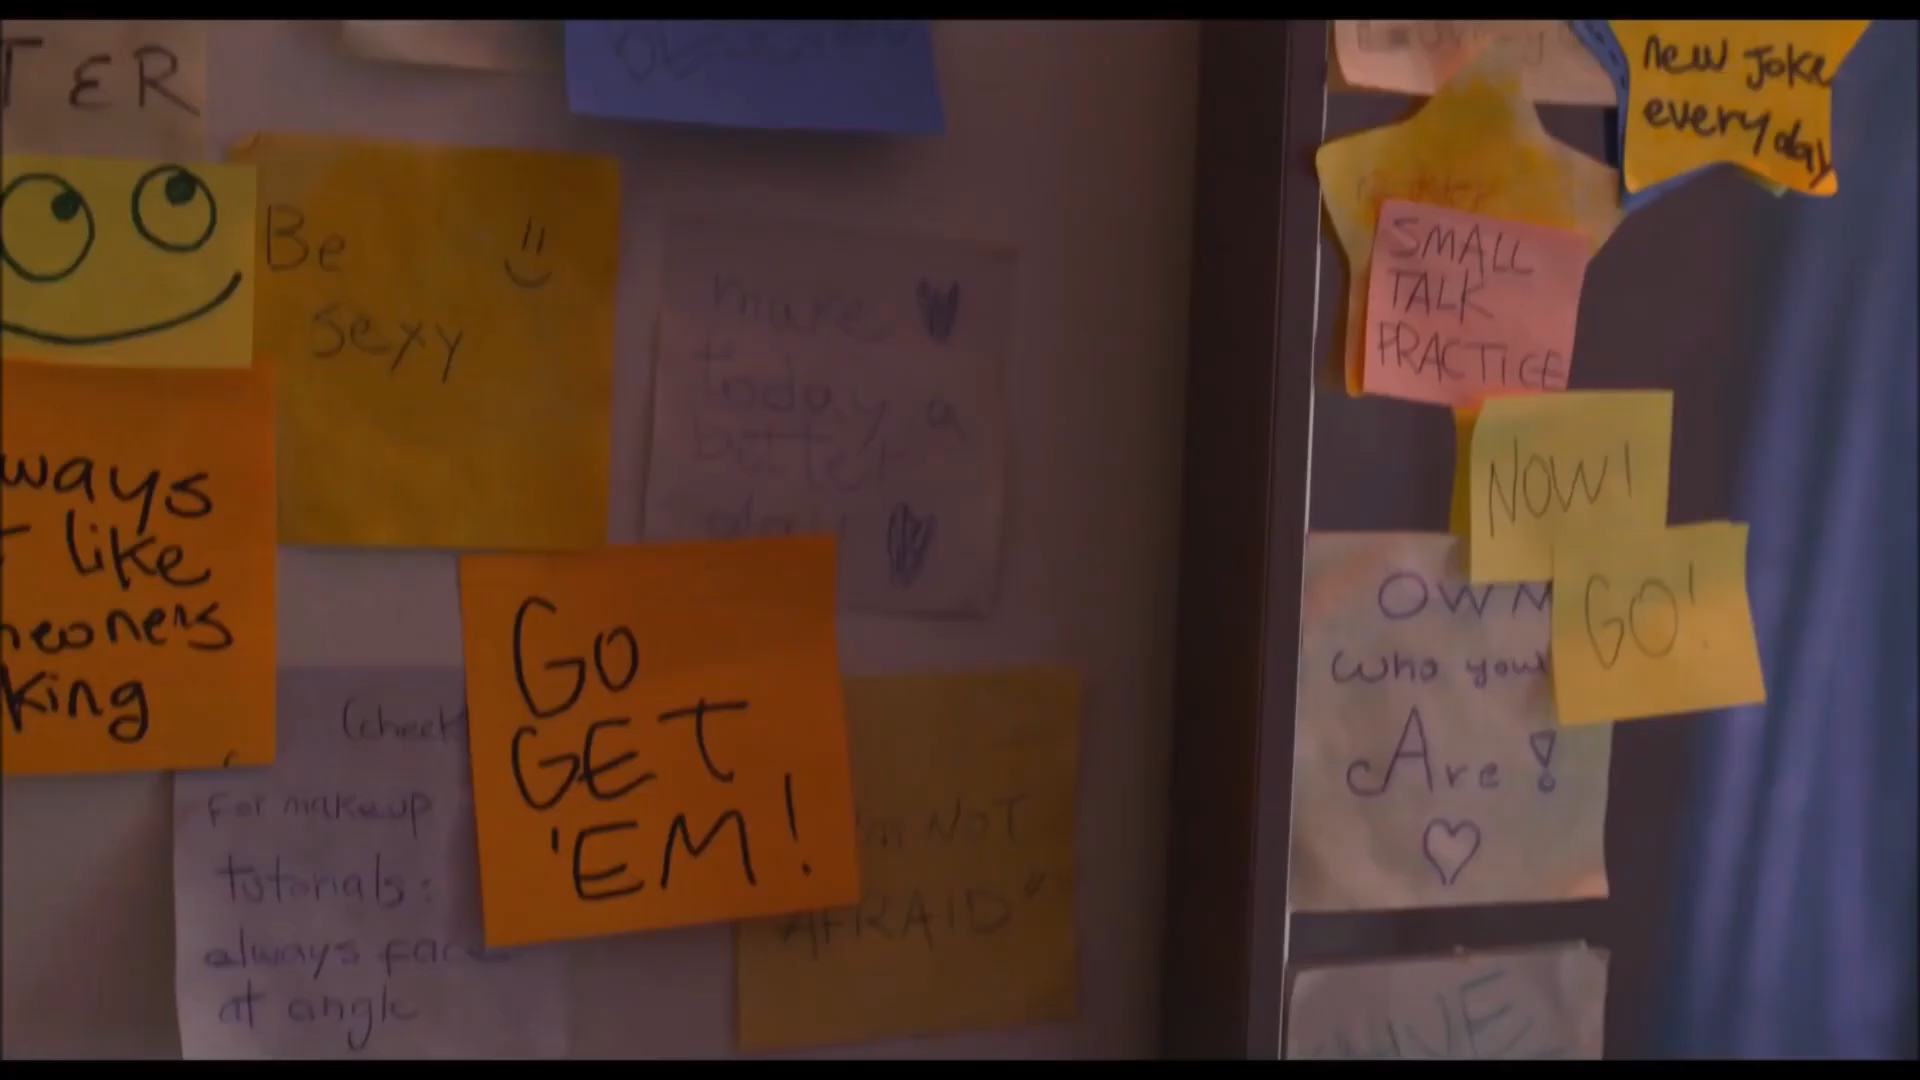 TER
Be
sexy
make
today a
better
day
ways
like
king
GO
GET
'EM!
(check
For makeup
tutorials:
always face
at angle
I'm NOT
AFRAID"
new joke
every day
SMALL
TALK
PRACTICE
NOW!
GO!
OWN
who you
Are!